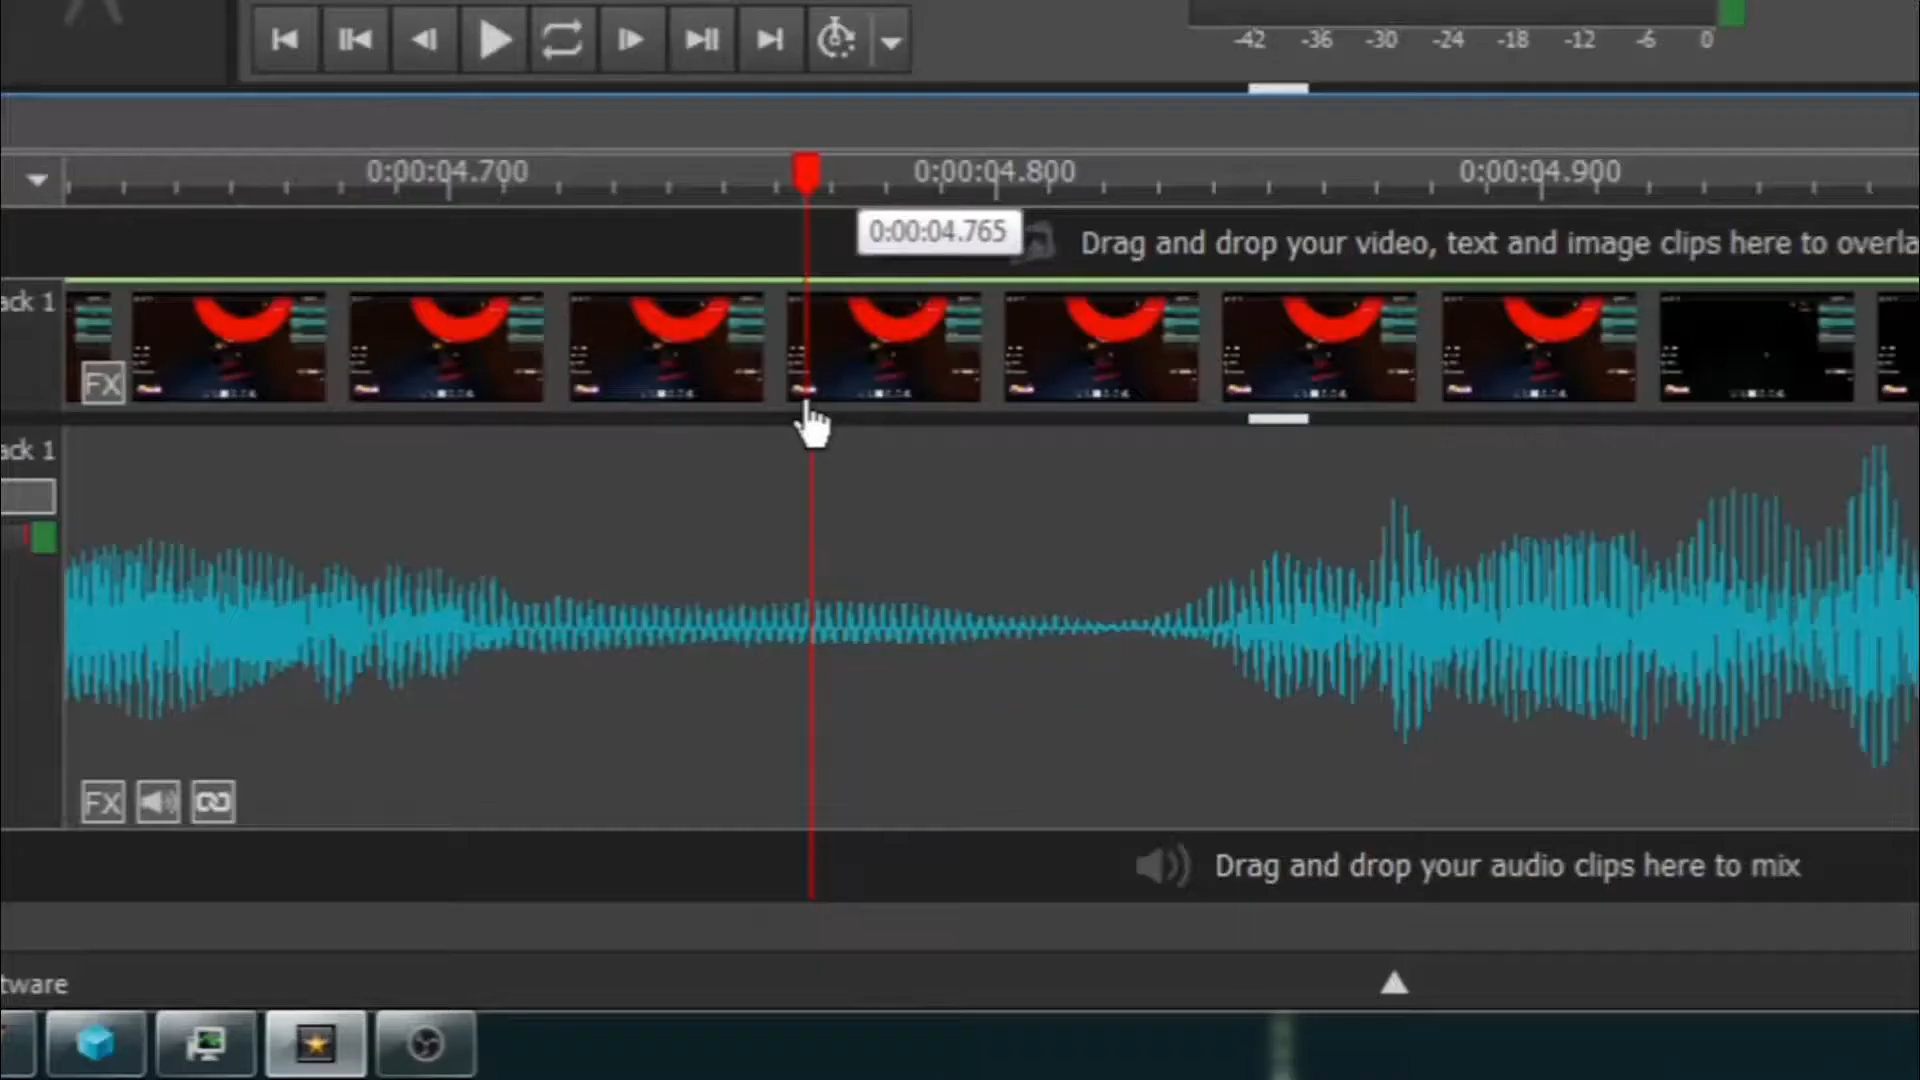 -42 -36 -30 -24 -18 -12 -6 0
0:00:04.700 0:00:04.800 0:00:04.900
0:00:04.765
Drag and drop your video, text and image clips here to overla
ack 1
FX
ack 1
FX
Drag and drop your audio clips here to mix
tware